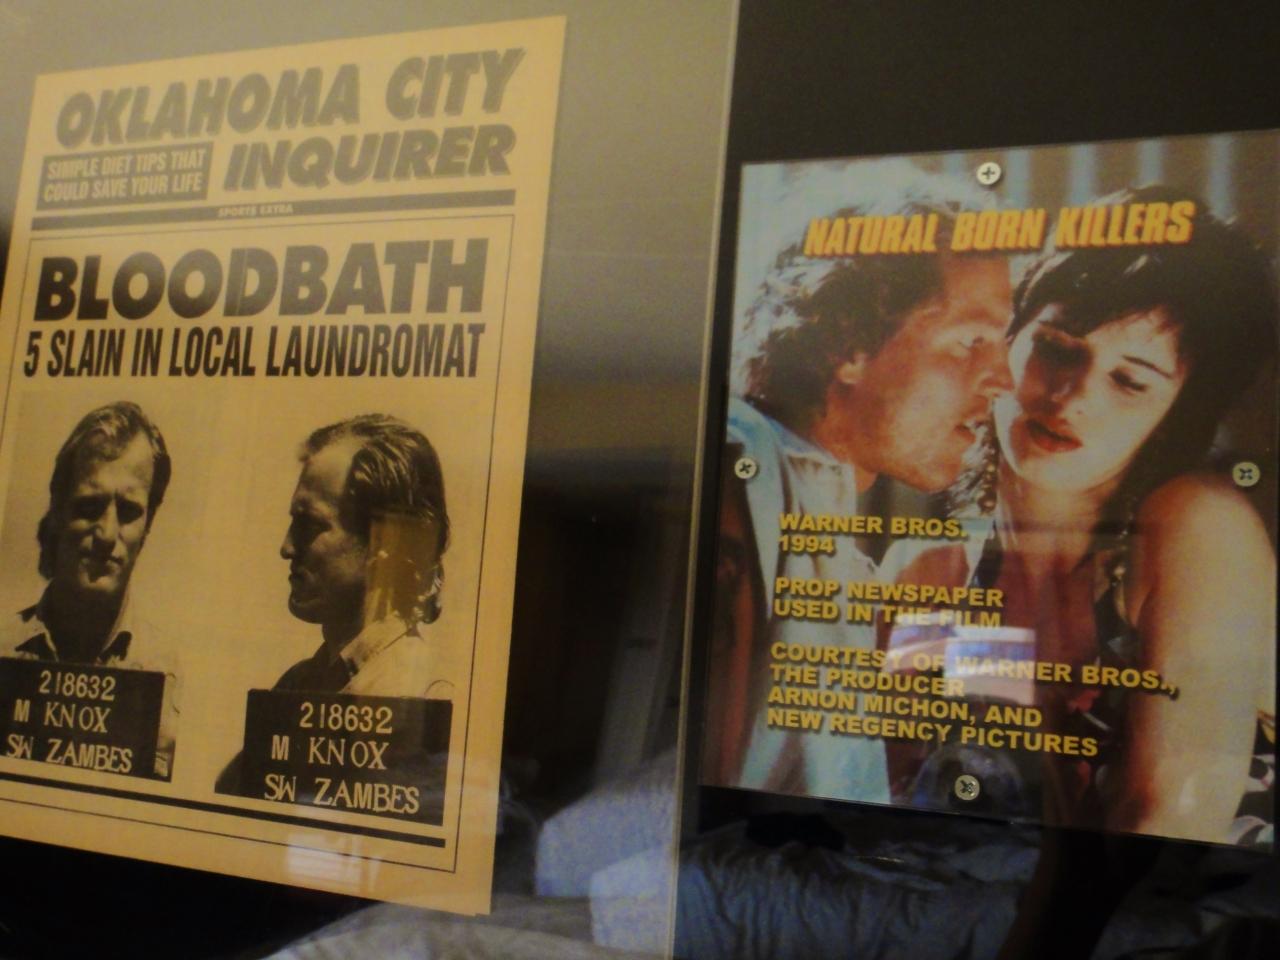 OKLAHOMA CITY
INQUIRER
SIMPLE DIET TIPS THAT
COULD SAVE YOUR LIFE
SPORTS EXTRA
BLOODBATH
5 SLAIN IN LOCAL LAUNDROMAT
218632
M KNOX
SW ZAMBES
218632
M KNOX
SW ZAMBES
NATURAL BORN KILLERS
WARNER BROS.
1994
PROP NEWSPAPER
USED IN THE FILM
COURTESY OF WARNER BROS.,
THE PRODUCER
ARNON MICHON, AND
NEW REGENCY PICTURES